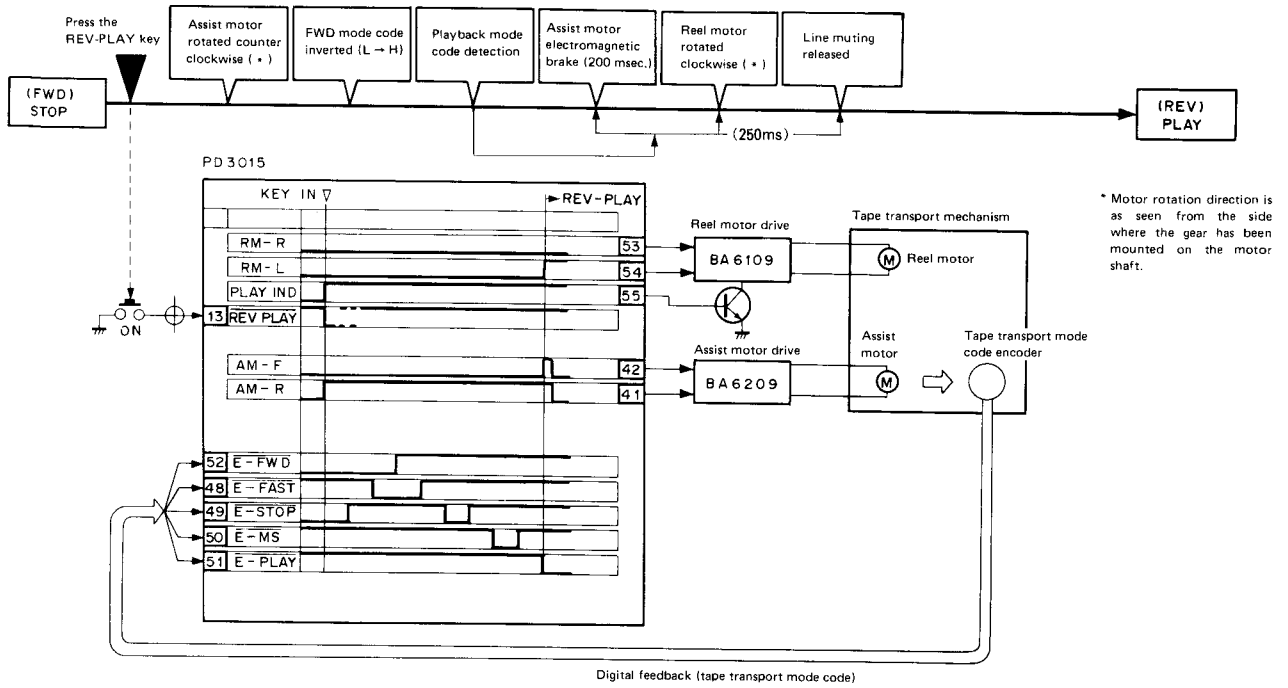 Press the
REV-PLAY key
Assist motor
rotated counter
clockwise ( * )
FWD mode code
inverted (L → H)
Playback mode
code detection
Assist motor
electromagnetic
brake (200 msec.)
Reel motor
rotated
clockwise ( * )
Line muting
released
(FWD)
STOP
(250ms)
(REV)
PLAY
PD3015
KEY IN
REV-PLAY
RM-R
53
RM-L
54
PLAY IND
55
13
REV PLAY
ON
AM-F
42
AM-R
41
52 E-FWD
48 E-FAST
49 E-STOP
50 E-MS
51 E-PLAY
Reel motor drive
BA6109
Assist motor drive
BA6209
Tape transport mechanism
M
Reel motor
Assist
motor
M
Tape transport mode
code encoder
* Motor rotation direction is
as seen from the side
where the gear has been
mounted on the motor
shaft.
Digital feedback (tape transport mode code)